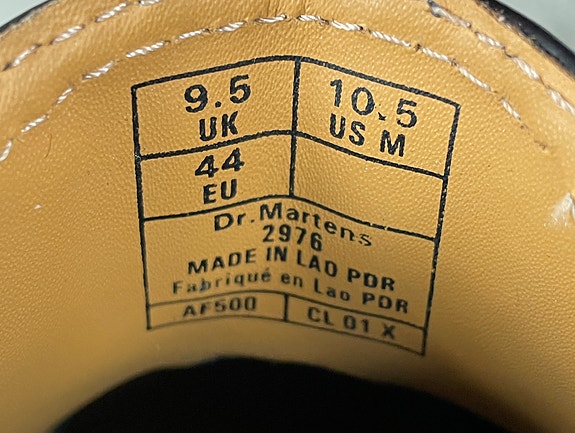 9.5 UK
10.5 US M
44 EU
Dr.Martens
2976
MADE IN LAO PDR
Fabriqué en Lao PDR
AF500 CL 01 X